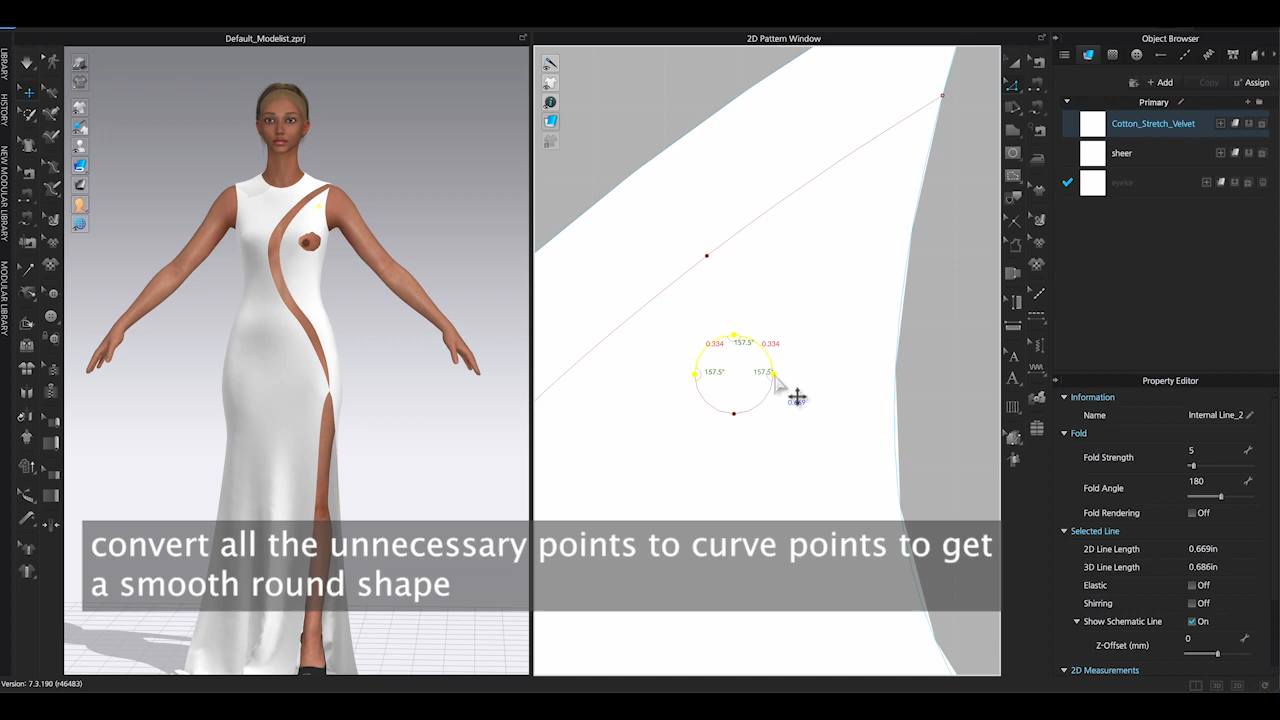 Default_Modelist.zprj
2D Pattern Window
Object Browser
LIBRARY
HISTORY
NEW MODULAR LIBRARY
MODULAR LIBRARY
+ Add
Copy
Assign
Primary
Cotton_Stretch_Velvet
sheer
0.334
157.5°
0.334
157.5°
157.5°
Property Editor
Information
Name
Internal Line_2
Fold
Fold Strength
5
Fold Angle
180
Fold Rendering
Off
Selected Line
2D Line Length
0.669in
3D Line Length
0.686in
Elastic
Off
Shirring
Off
Show Schematic Line
On
Z-Offset (mm)
0
2D Measurements
convert all the unnecessary points to curve points to get
a smooth round shape
Version: 7.3.190 (r46483)
3D
2D